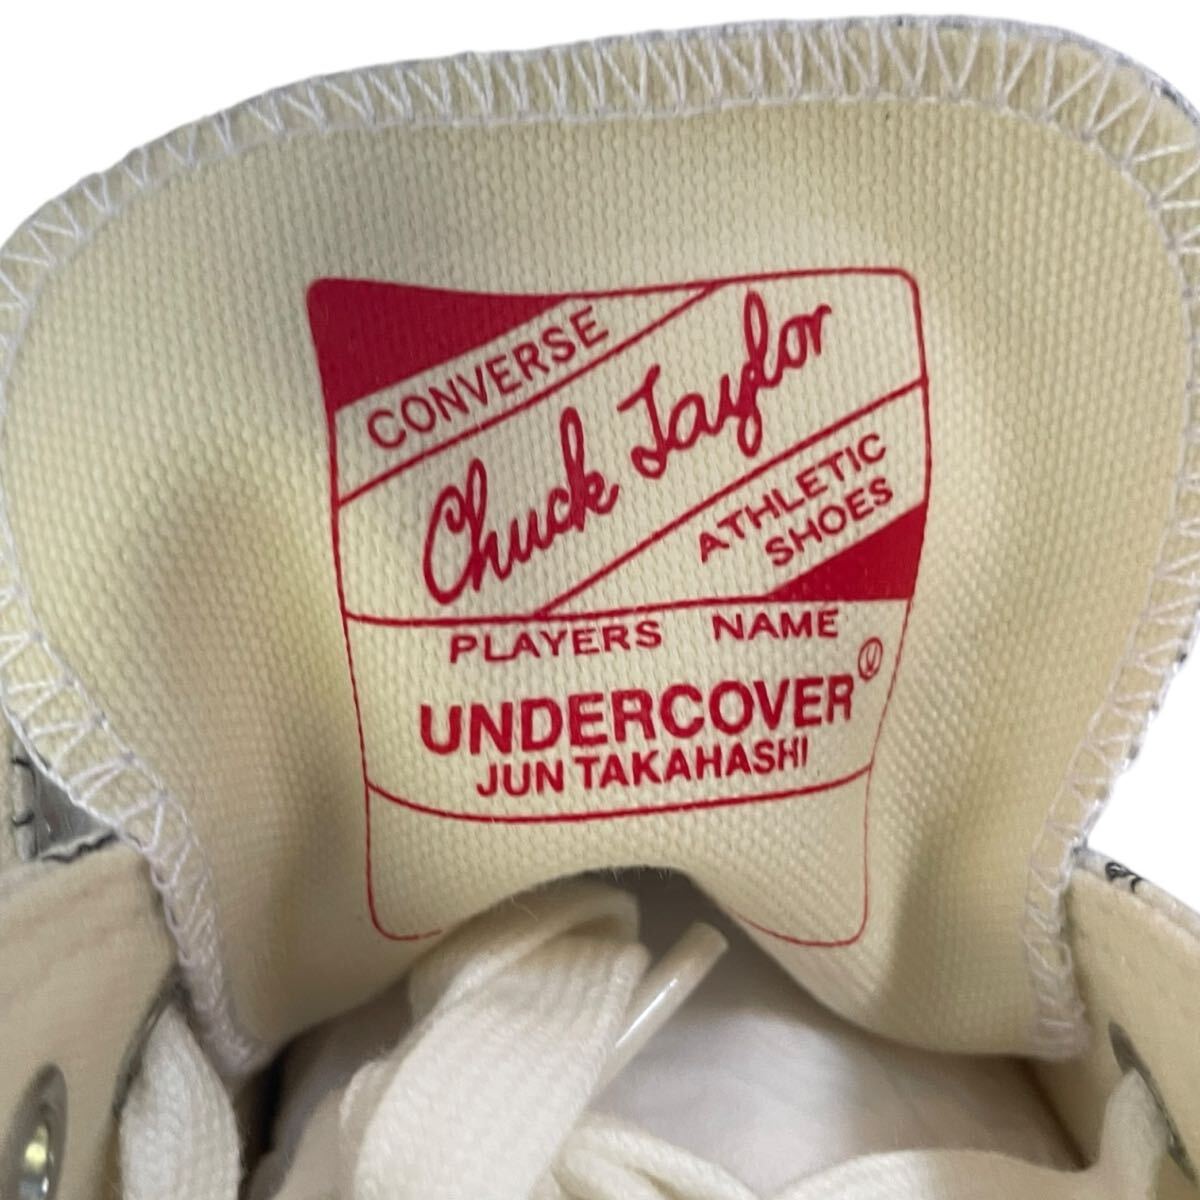 CONVERSE
Chuck Taylor
ATHLETIC
SHOES
PLAYERS NAME
UNDERCOVER Ⓤ
JUN TAKAHASHI